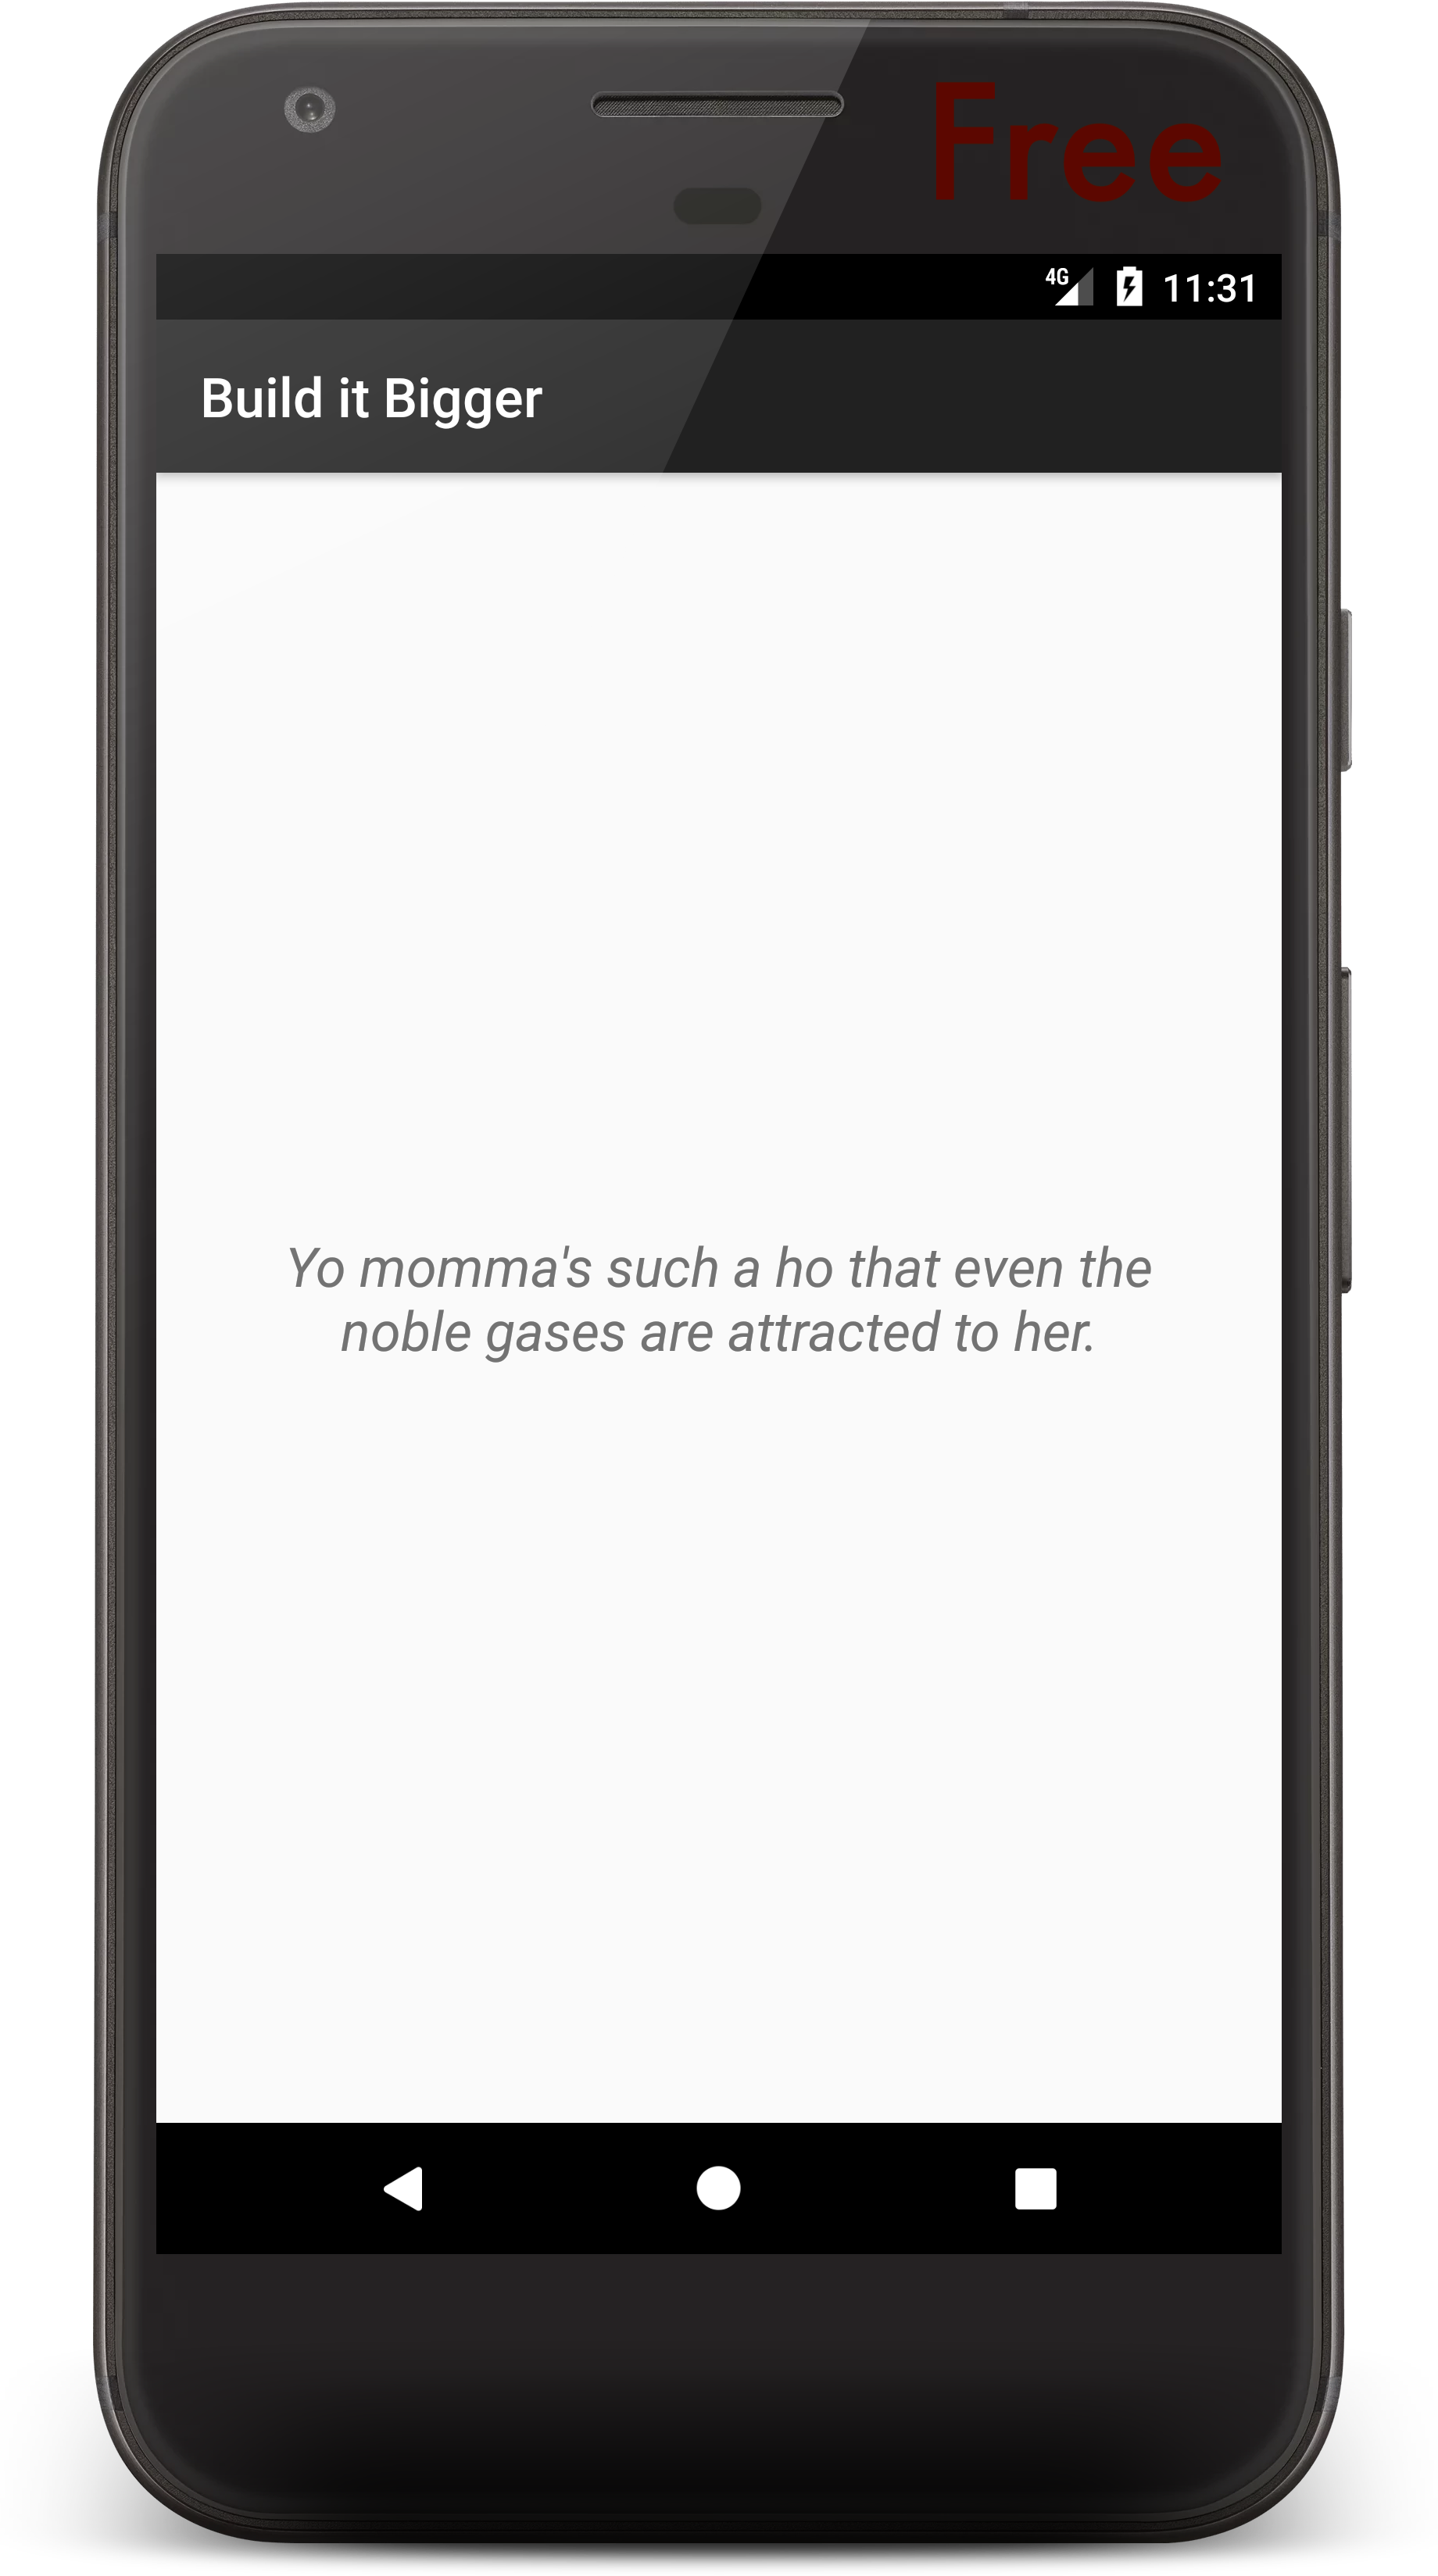 Free
4G 11:31
Build it Bigger
Yo momma's such a ho that even the
noble gases are attracted to her.